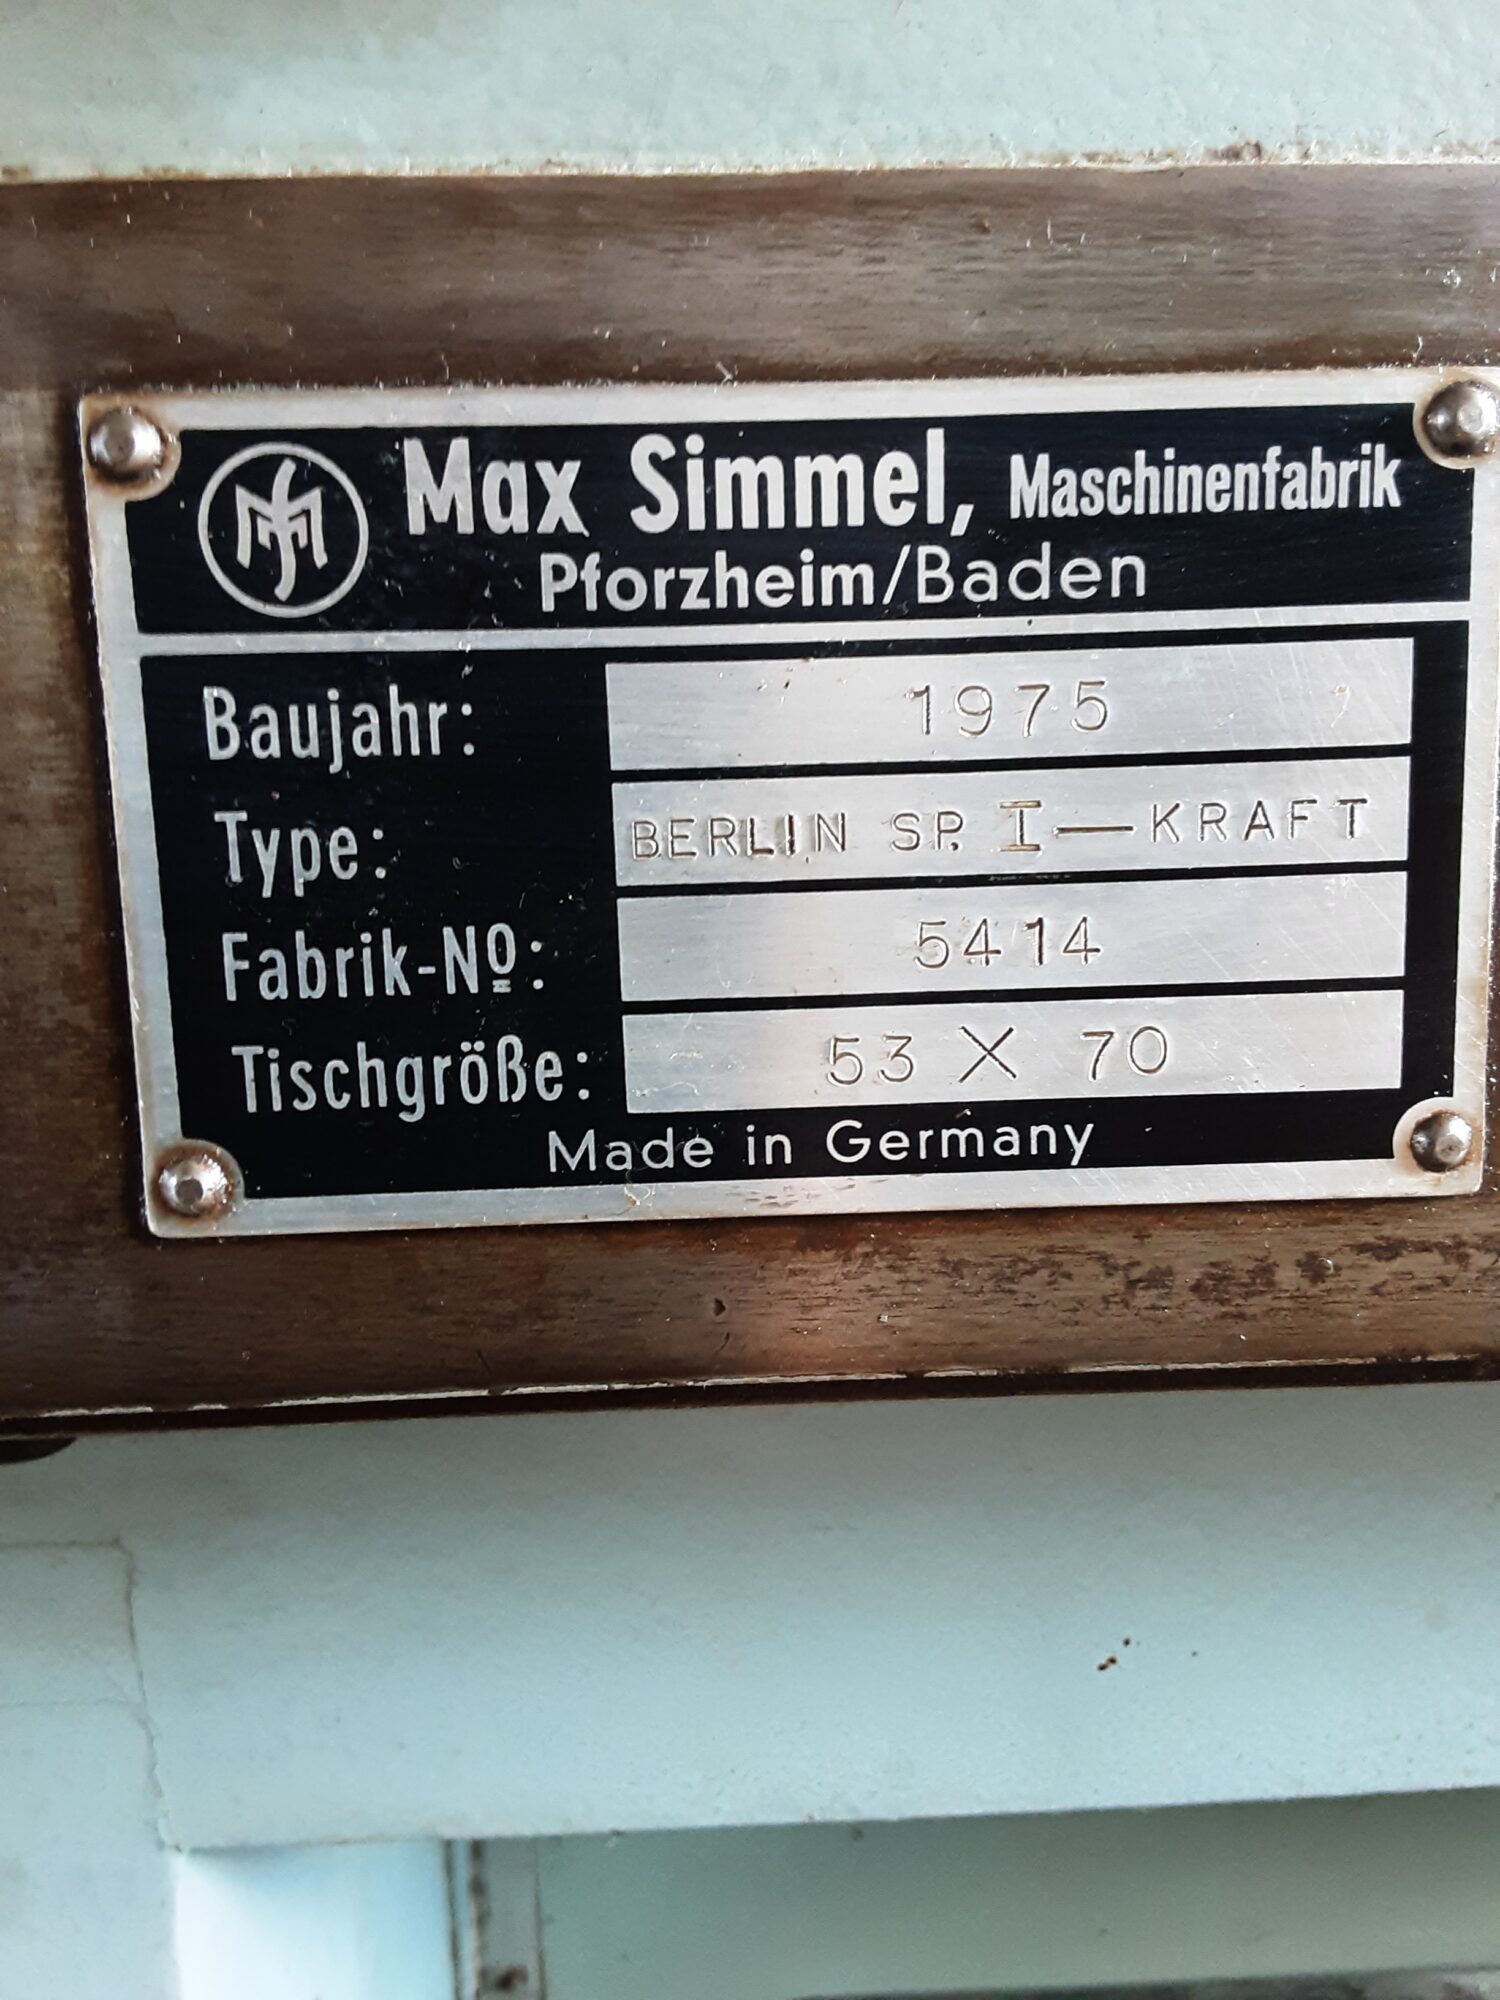 Max Simmel, Maschinenfabrik
Pforzheim/Baden
Baujahr: 1975
Type: BERLIN SP. I—KRAFT
Fabrik-Nº: 5414
Tischgröße: 53 X 70
Made in Germany